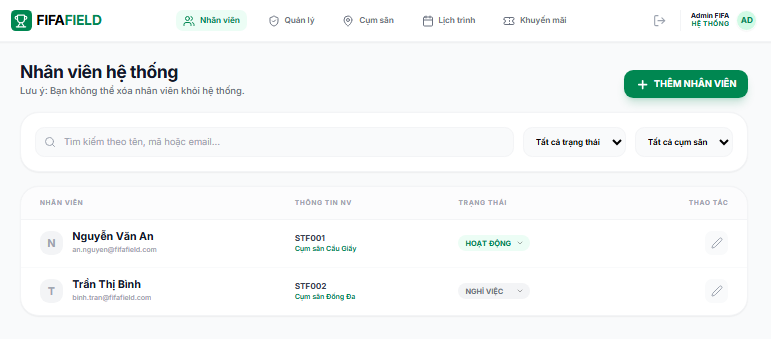 FIFAFIELD
Nhân viên
Quản lý
Cụm sân
Lịch trình
Khuyến mãi
Admin FIFA
HỆ THỐNG
AD
Nhân viên hệ thống
Lưu ý: Bạn không thể xóa nhân viên khỏi hệ thống.
+ THÊM NHÂN VIÊN
Tìm kiếm theo tên, mã hoặc email...
Tất cả trạng thái
Tất cả cụm sân
NHÂN VIÊN
THÔNG TIN NV
TRẠNG THÁI
THAO TÁC
N
Nguyễn Văn An
an.nguyen@fifafield.com
STF001
Cụm sân Cầu Giấy
HOẠT ĐỘNG
T
Trần Thị Bình
binh.tran@fifafield.com
STF002
Cụm sân Đống Đa
NGHỈ VIỆC